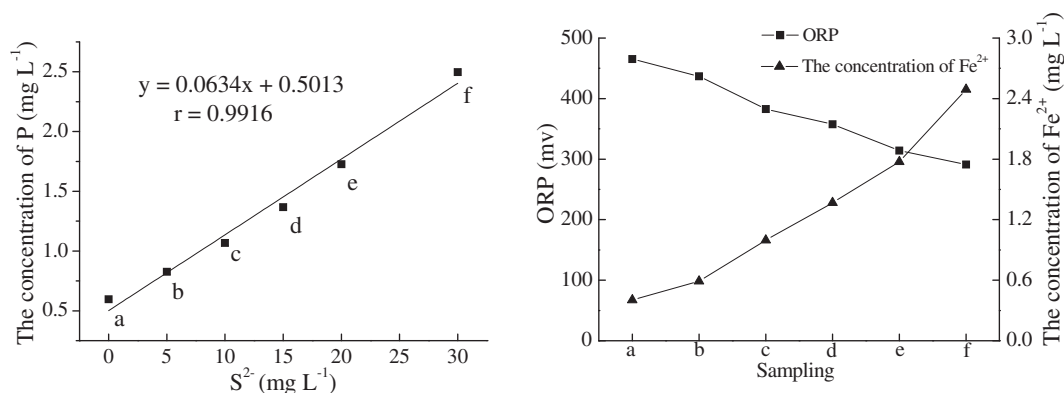 The concentration of P (mg L⁻¹)
2.5
2.0
1.5
1.0
0.5
y = 0.0634x + 0.5013
r = 0.9916
a
b
c
d
e
f
0 5 10 15 20 30
S²⁻ (mg L⁻¹)
ORP (mv)
500
400
300
200
100
0
ORP
The concentration of Fe²⁺
a b c d e f
Sampling
3.0
2.4
1.8
1.2
0.6
0.0
The concentration of Fe²⁺ (mg L⁻¹)